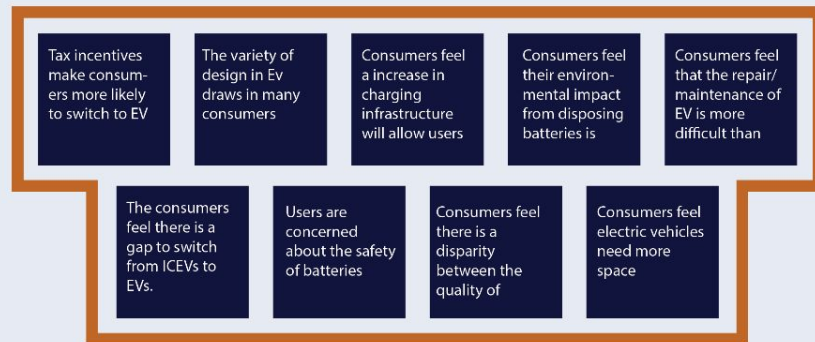 Tax incentives
make consum-
ers more likely
to switch to EV
The variety of
design in Ev
draws in many
consumers
Consumers feel
a increase in
charging
infrastructure
will allow users
Consumers feel
their environ-
mental impact
from disposing
batteries is
Consumers feel
that the repair/
maintenance of
EV is more
difficult than
The consumers
feel there is a
gap to switch
from ICEVs to
EVs.
Users are
concerned
about the safety
of batteries
Consumers feel
there is a
disparity
between the
quality of
Consumers feel
electric vehicles
need more
space